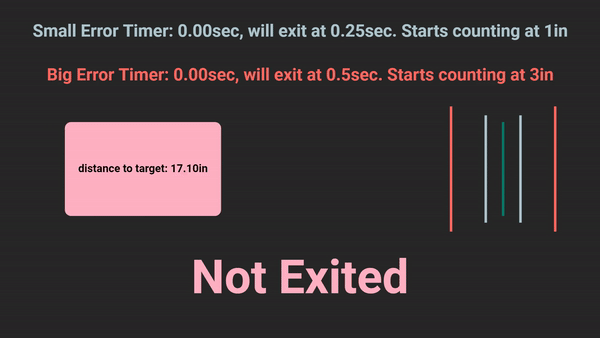 Small Error Timer: 0.00sec, will exit at 0.25sec. Starts counting at 1in
Big Error Timer: 0.00sec, will exit at 0.5sec. Starts counting at 3in
distance to target: 17.10in
Not Exited